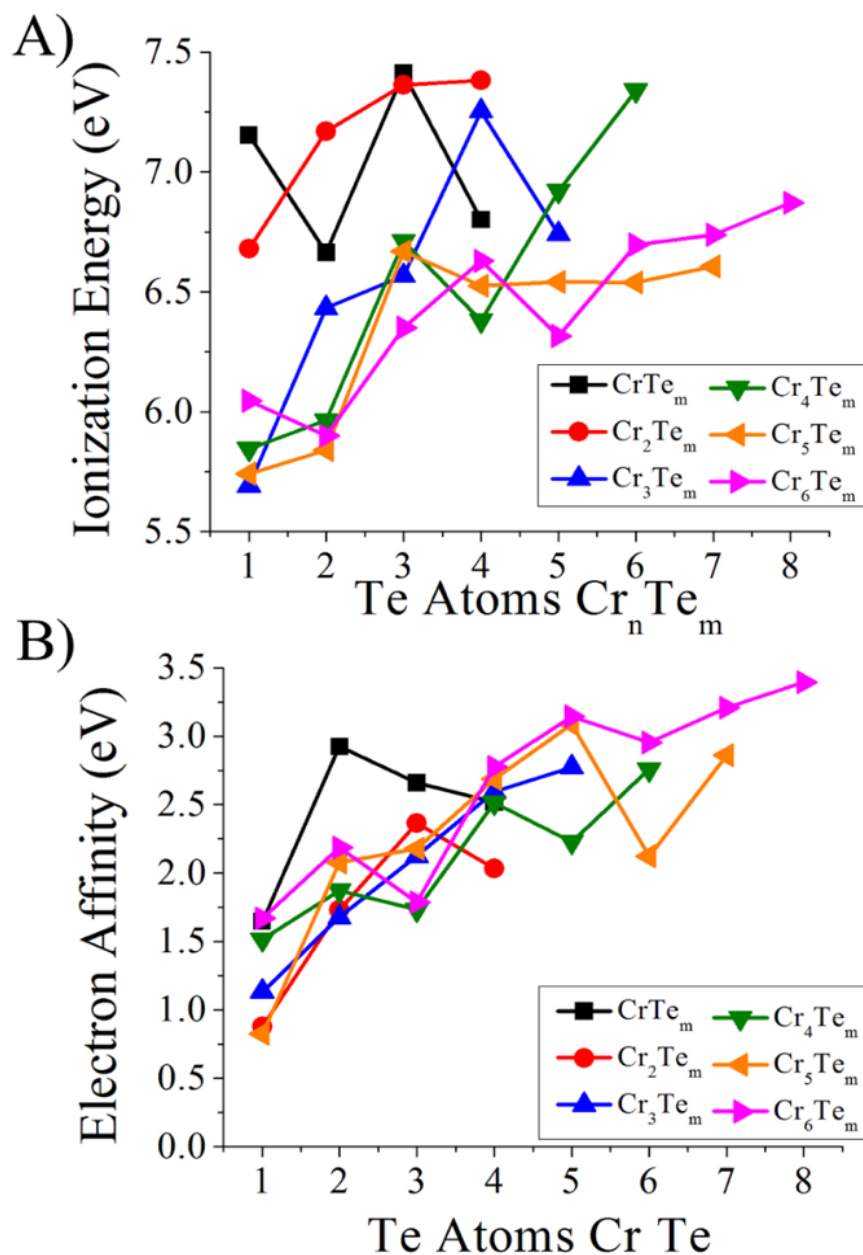 A)
Ionization Energy (eV)
7.5
7.0
6.5
6.0
5.5
CrTeₘ
Cr₂Teₘ
Cr₃Teₘ
Cr₄Teₘ
Cr₅Teₘ
Cr₆Teₘ
1 2 3 4 5 6 7 8
Te Atoms CrₙTeₘ
B)
Electron Affinity (eV)
3.5
3.0
2.5
2.0
1.5
1.0
0.5
0.0
CrTeₘ
Cr₂Teₘ
Cr₃Teₘ
Cr₄Teₘ
Cr₅Teₘ
Cr₆Teₘ
1 2 3 4 5 6 7 8
Te Atoms Cr Te